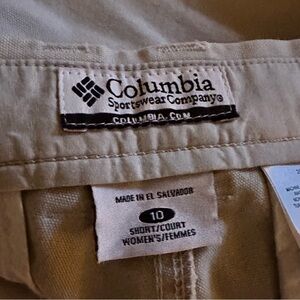 Columbia
Sportswear Company®
COLUMBIA.COM
MADE IN EL SALVADOR
10
SHORT/COURT
WOMEN'S/FEMMES